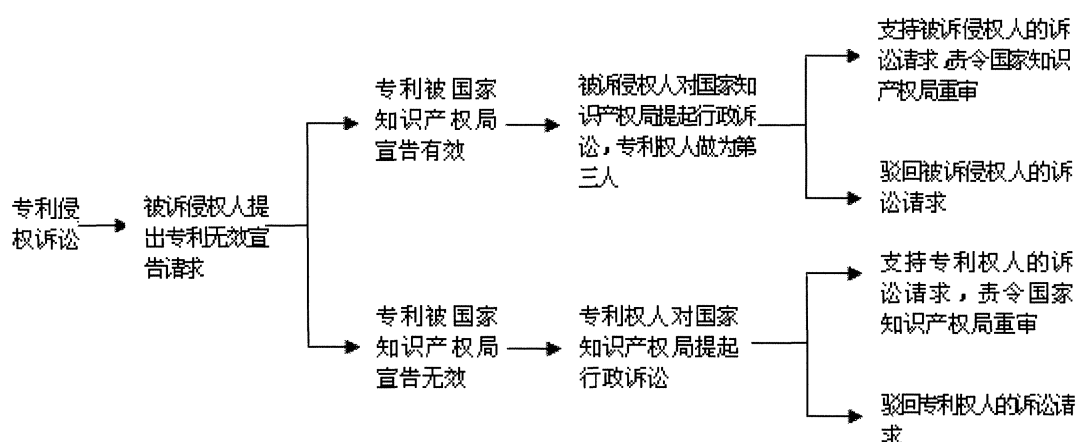 专利侵
权诉讼
被诉侵权人提
出专利无效宣
告请求
专利被国家
知识产权局
宣告有效
被诉侵权人对国家知
识产权局提起行政诉
讼，专利权人做为第
三人
支持被诉侵权人的诉
讼请求,责令国家知识
产权局重审
驳回被诉侵权人的诉
讼请求
专利被国家
知识产权局
宣告无效
专利权人对国家
知识产权局提起
行政诉讼
支持专利权人的诉
讼请求，责令国家
知识产权局重审
驳回专利权人的诉讼请
求